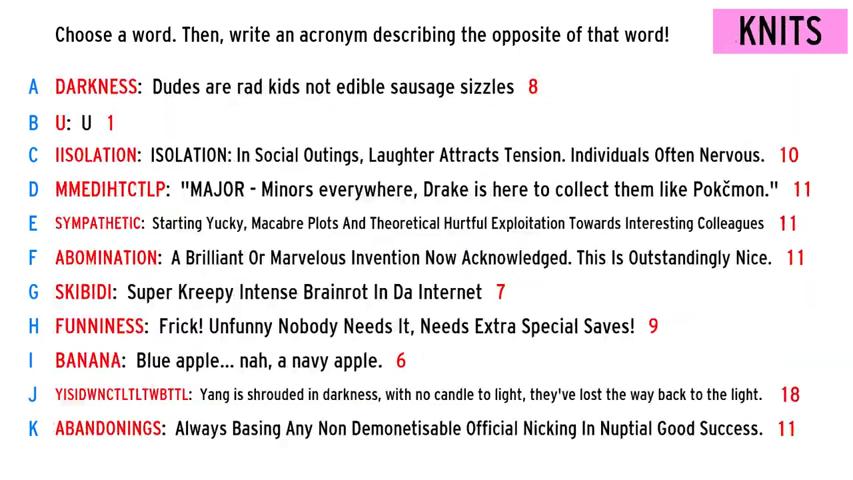 Choose a word. Then, write an acronym describing the opposite of that word!
KNITS
A DARKNESS: Dudes are rad kids not edible sausage sizzles 8
B U: U 1
C IISOLATION: ISOLATION: In Social Outings, Laughter Attracts Tension. Individuals Often Nervous. 10
D MMEDIHTCTLP: "MAJOR - Minors everywhere, Drake is here to collect them like Pokčmon." 11
E SYMPATHETIC: Starting Yucky, Macabre Plots And Theoretical Hurtful Exploitation Towards Interesting Colleagues 11
F ABOMINATION: A Brilliant Or Marvelous Invention Now Acknowledged. This Is Outstandingly Nice. 11
G SKIBIDI: Super Kreepy Intense Brainrot In Da Internet 7
H FUNNINESS: Frick! Unfunny Nobody Needs It, Needs Extra Special Saves! 9
I BANANA: Blue apple... nah, a navy apple. 6
J YISIDWNCTLTLTWBTTL: Yang is shrouded in darkness, with no candle to light, they've lost the way back to the light. 18
K ABANDONINGS: Always Basing Any Non Demonetisable Official Nicking In Nuptial Good Success. 11